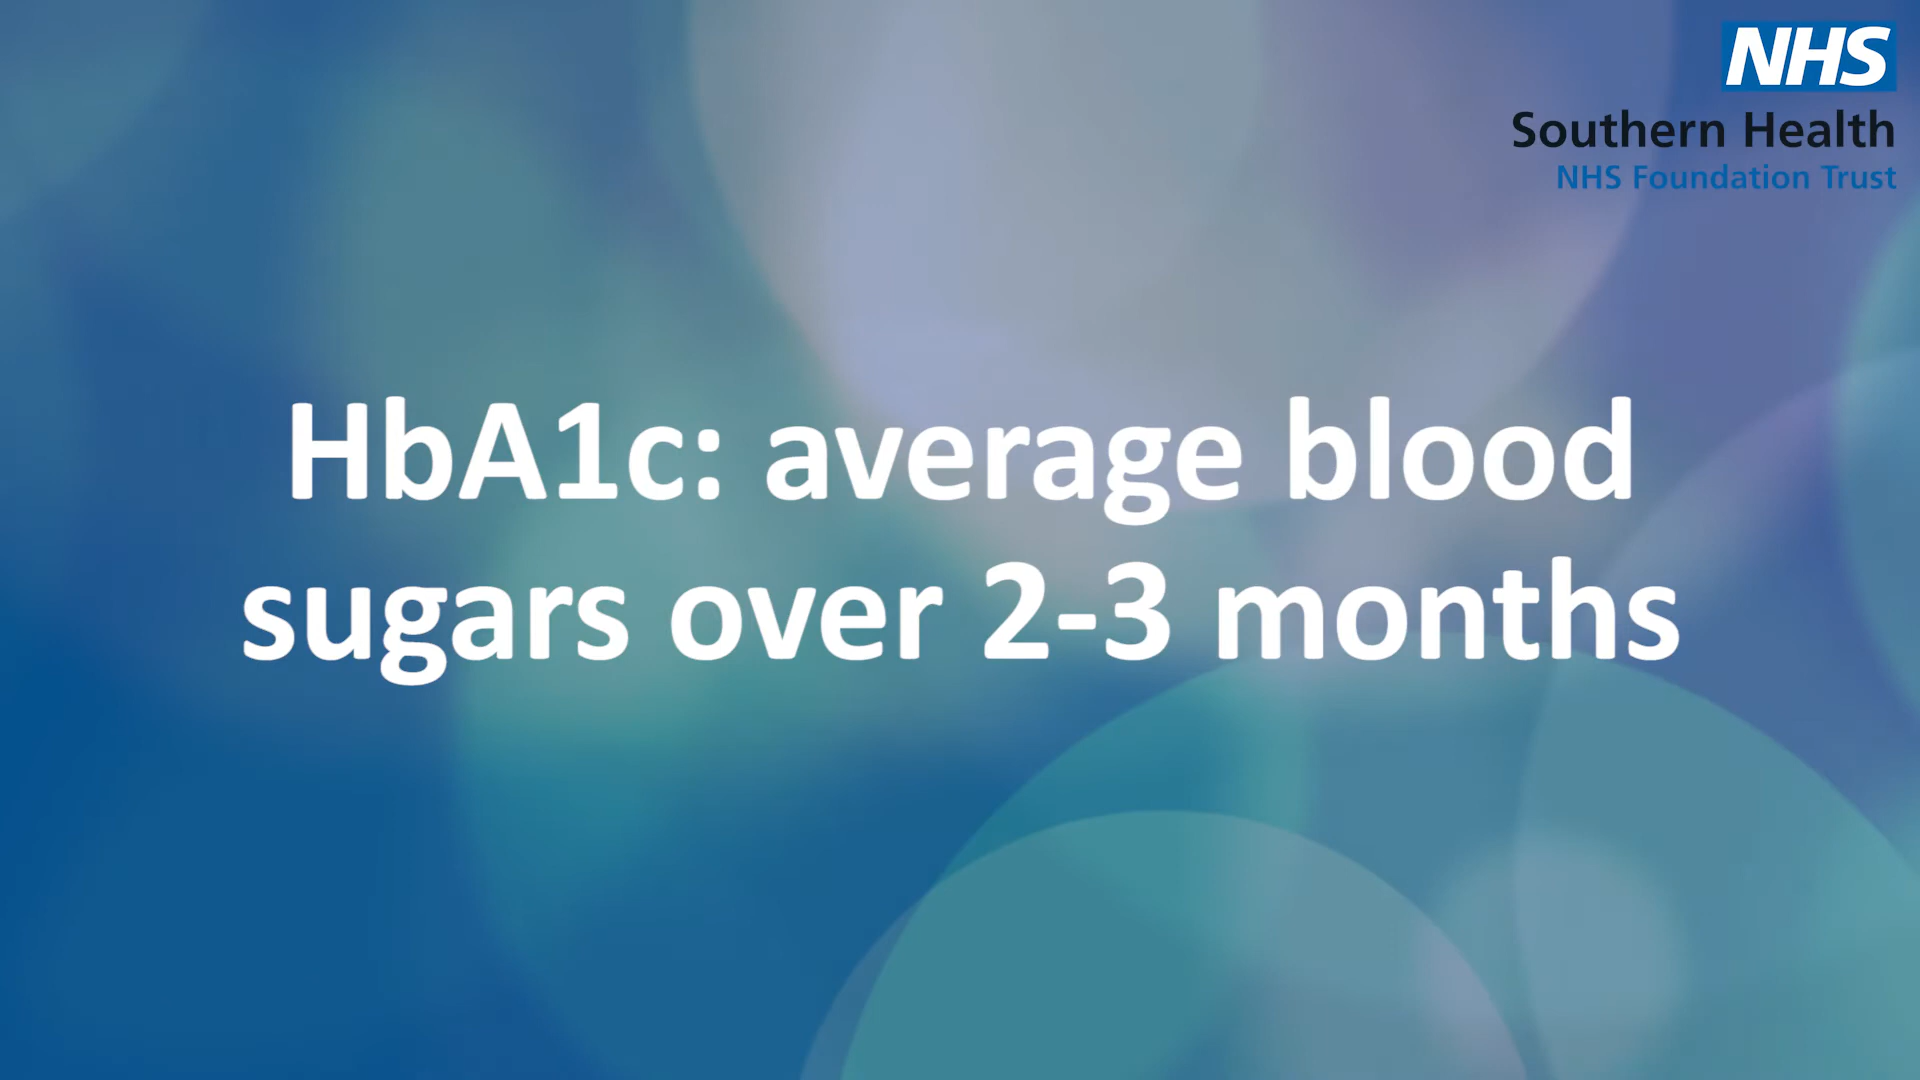 NHS
Southern Health
NHS Foundation Trust
HbA1c: average blood
sugars over 2-3 months